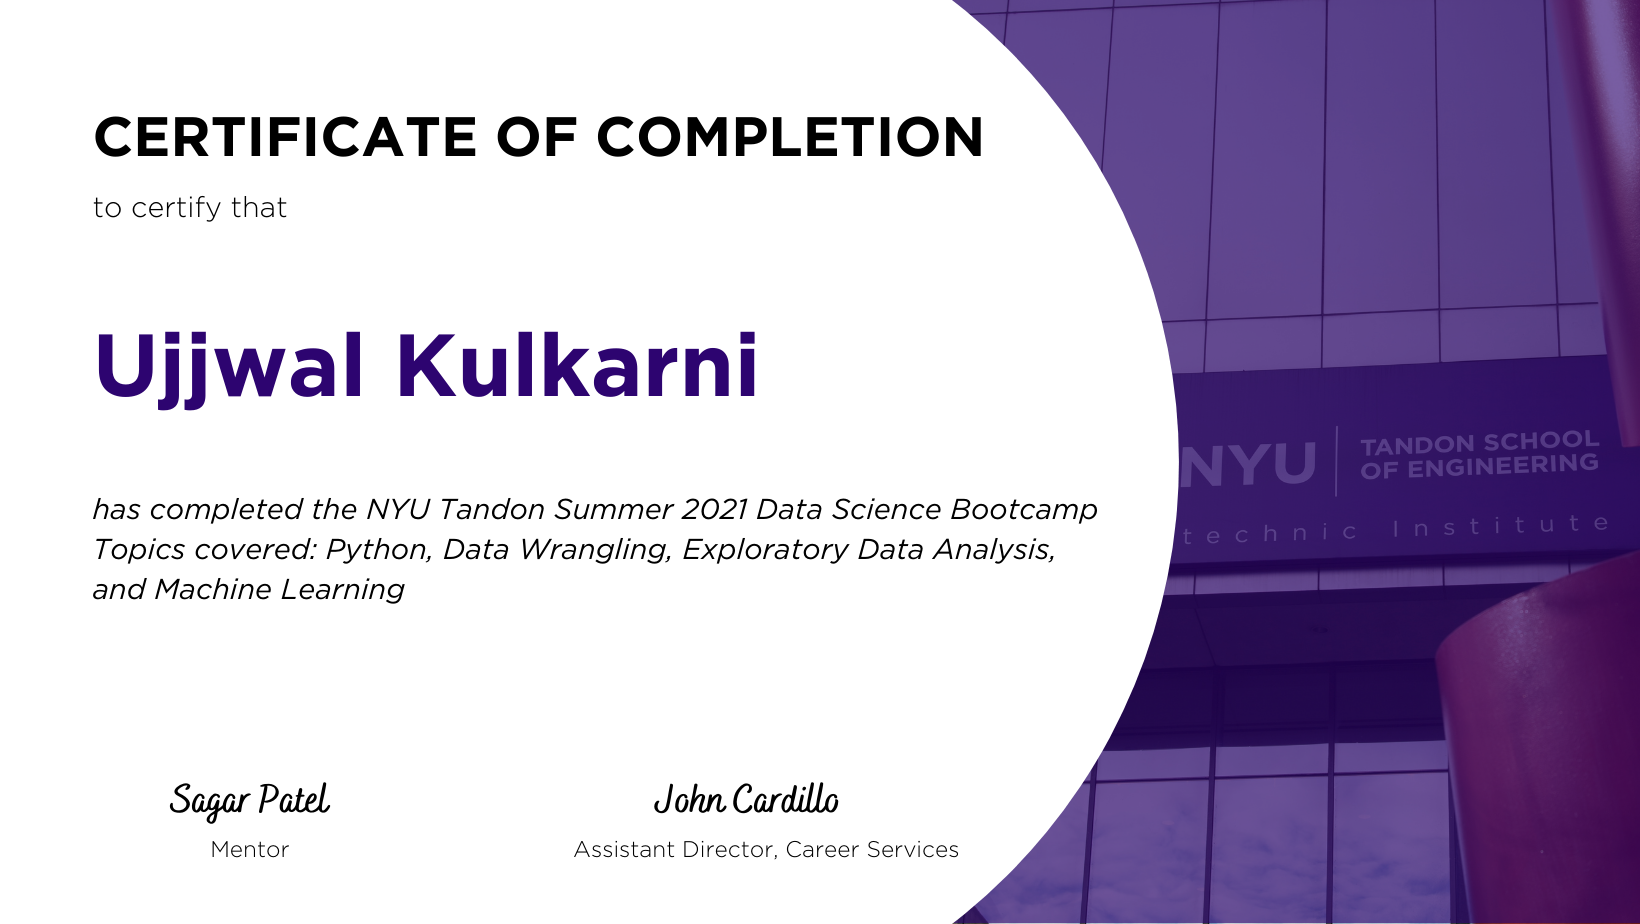 CERTIFICATE OF COMPLETION
to certify that
Ujjwal Kulkarni
has completed the NYU Tandon Summer 2021 Data Science Bootcamp
Topics covered: Python, Data Wrangling, Exploratory Data Analysis,
and Machine Learning
Sagar Patel
Mentor
John Cardillo
Assistant Director, Career Services
NYU
TANDON SCHOOL
OF ENGINEERING
technic Institute